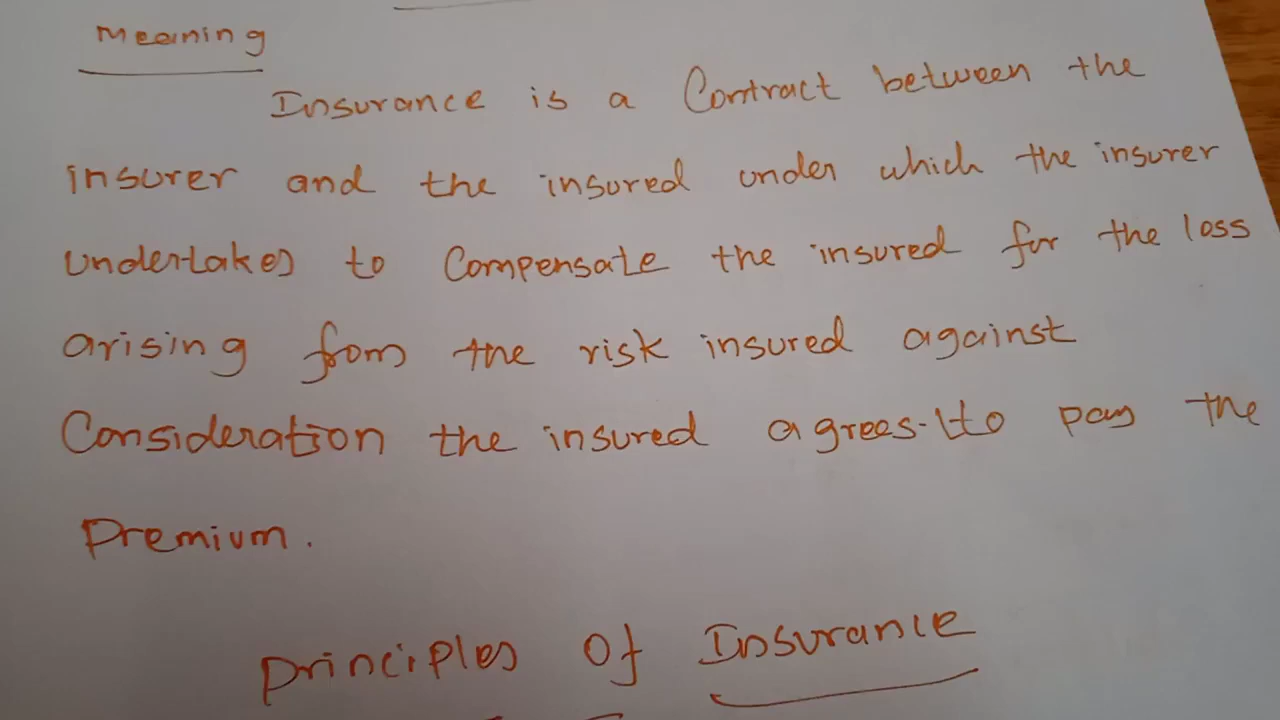 Meaning
Insurance is a Contract between the
insurer and the insured under which the insurer
undertakes to Compensate the insured for the loss
arising from the risk insured against
Consideration the insured agrees to pay the
Premium.
Principles Of Insurance